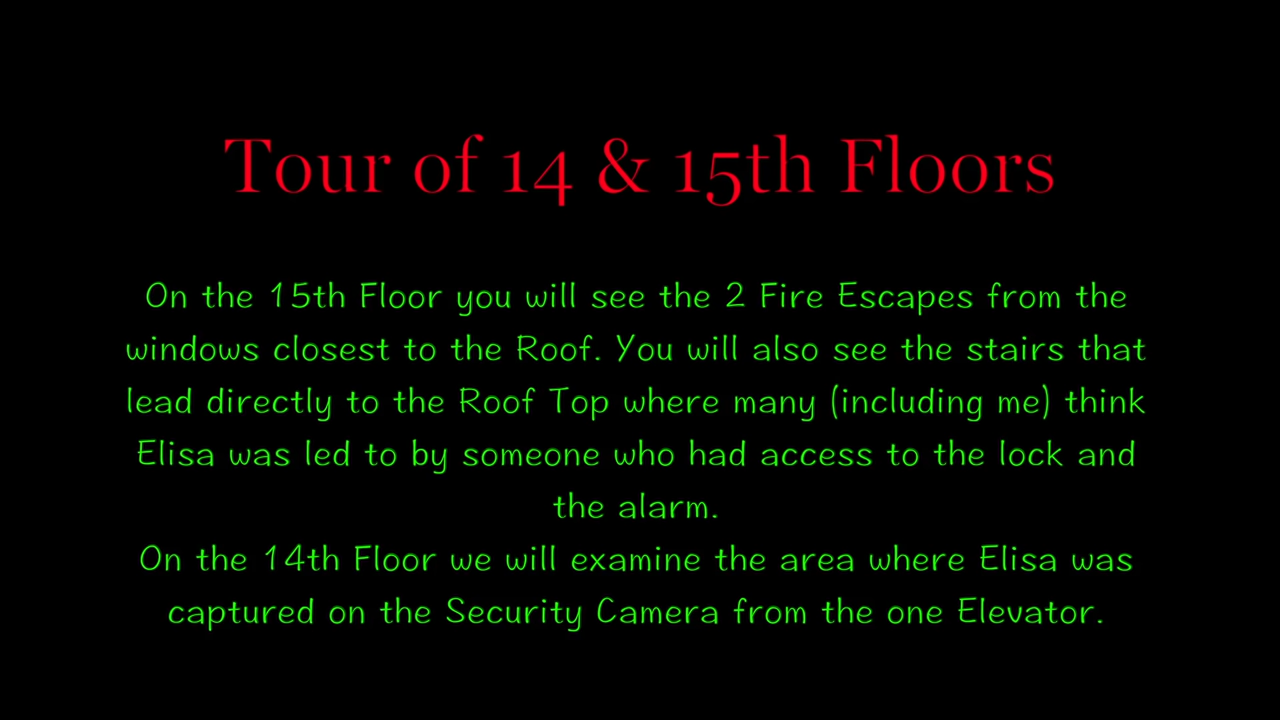 Tour of 14 & 15th Floors
On the 15th Floor you will see the 2 Fire Escapes from the
windows closest to the Roof. You will also see the stairs that
lead directly to the Roof Top where many (including me) think
Elisa was led to by someone who had access to the lock and
the alarm.
On the 14th Floor we will examine the area where Elisa was
captured on the Security Camera from the one Elevator.